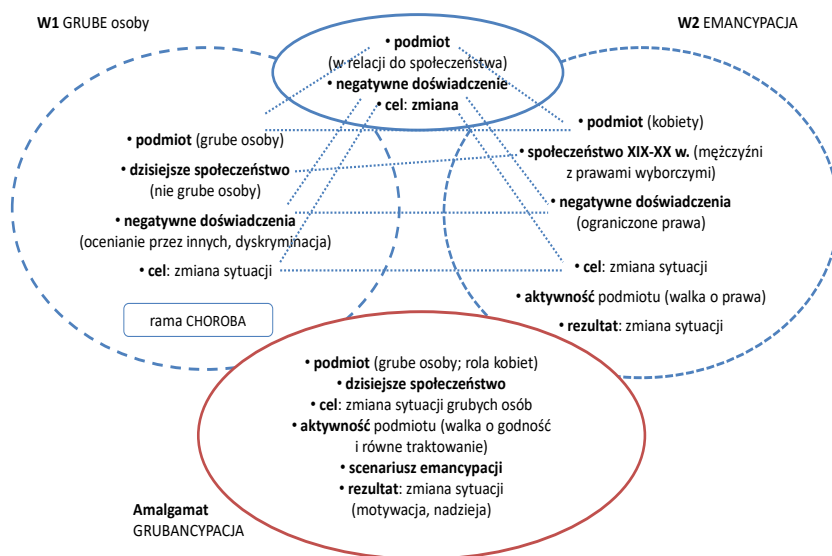 W1 GRUBE osoby
W2 EMANCYPACJA
• podmiot
(w relacji do społeczeństwa)
• negatywne doświadczenie
• cel: zmiana
• podmiot (grube osoby)
• dzisiejsze społeczeństwo
(nie grube osoby)
• negatywne doświadczenia
(ocenianie przez innych, dyskryminacja)
• cel: zmiana sytuacji
rama CHOROBA
• podmiot (kobiety)
• społeczeństwo XIX-XX w. (mężczyźni
z prawami wyborczymi)
• negatywne doświadczenia
(ograniczone prawa)
• cel: zmiana sytuacji
• aktywność podmiotu (walka o prawa)
• rezultat: zmiana sytuacji
• podmiot (grube osoby; rola kobiet)
• dzisiejsze społeczeństwo
• cel: zmiana sytuacji grubych osób
• aktywność podmiotu (walka o godność
i równe traktowanie)
• scenariusz emancypacji
• rezultat: zmiana sytuacji
(motywacja, nadzieja)
Amalgamat
GRUBANCYPACJA